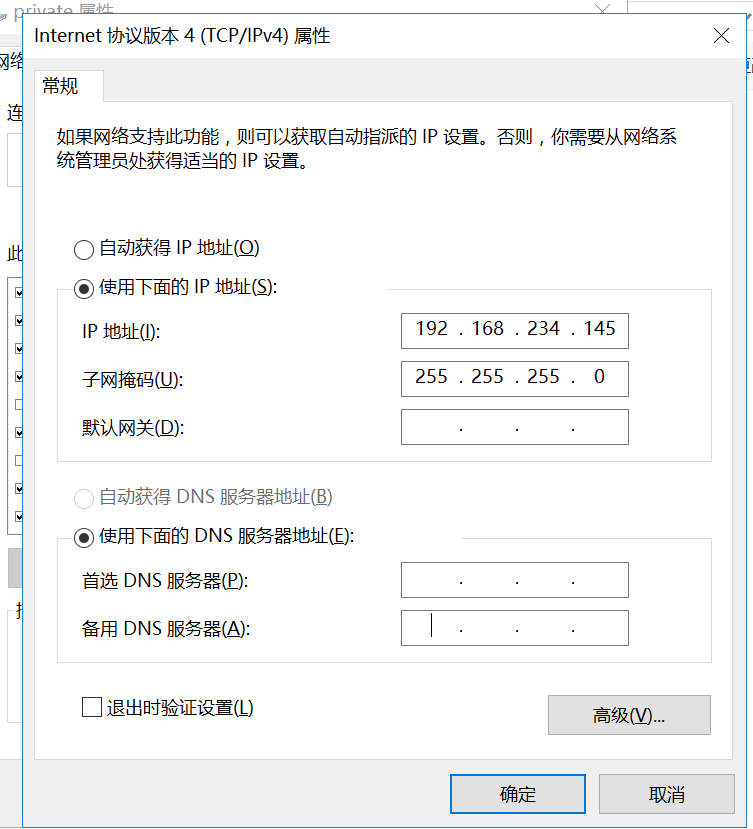 private 属性
Internet 协议版本 4 (TCP/IPv4) 属性
网络
常规
连
如果网络支持此功能，则可以获取自动指派的 IP 设置。否则，你需要从网络系
统管理员处获得适当的 IP 设置。
自动获得 IP 地址(O)
此
使用下面的 IP 地址(S):
IP 地址(I):
192 . 168 . 234 . 145
子网掩码(U):
255 . 255 . 255 . 0
默认网关(D):
. . .
自动获得 DNS 服务器地址(B)
使用下面的 DNS 服务器地址(E):
首选 DNS 服务器(P):
. . .
备用 DNS 服务器(A):
. . .
退出时验证设置(L)
高级(V)...
确定
取消